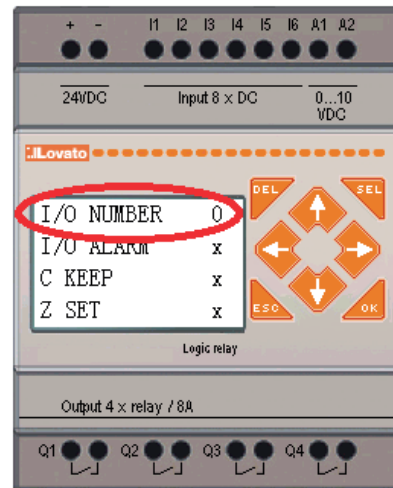 + - I1 I2 I3 I4 I5 I6 A1 A2
24VDC Input 8 x DC 0...10
VDC
Lovato
DEL SEL
I/O NUMBER 0
I/O ALARM x
C KEEP x
Z SET x
ESC OK
Logic relay
Output 4 x relay / 8A
Q1 Q2 Q3 Q4